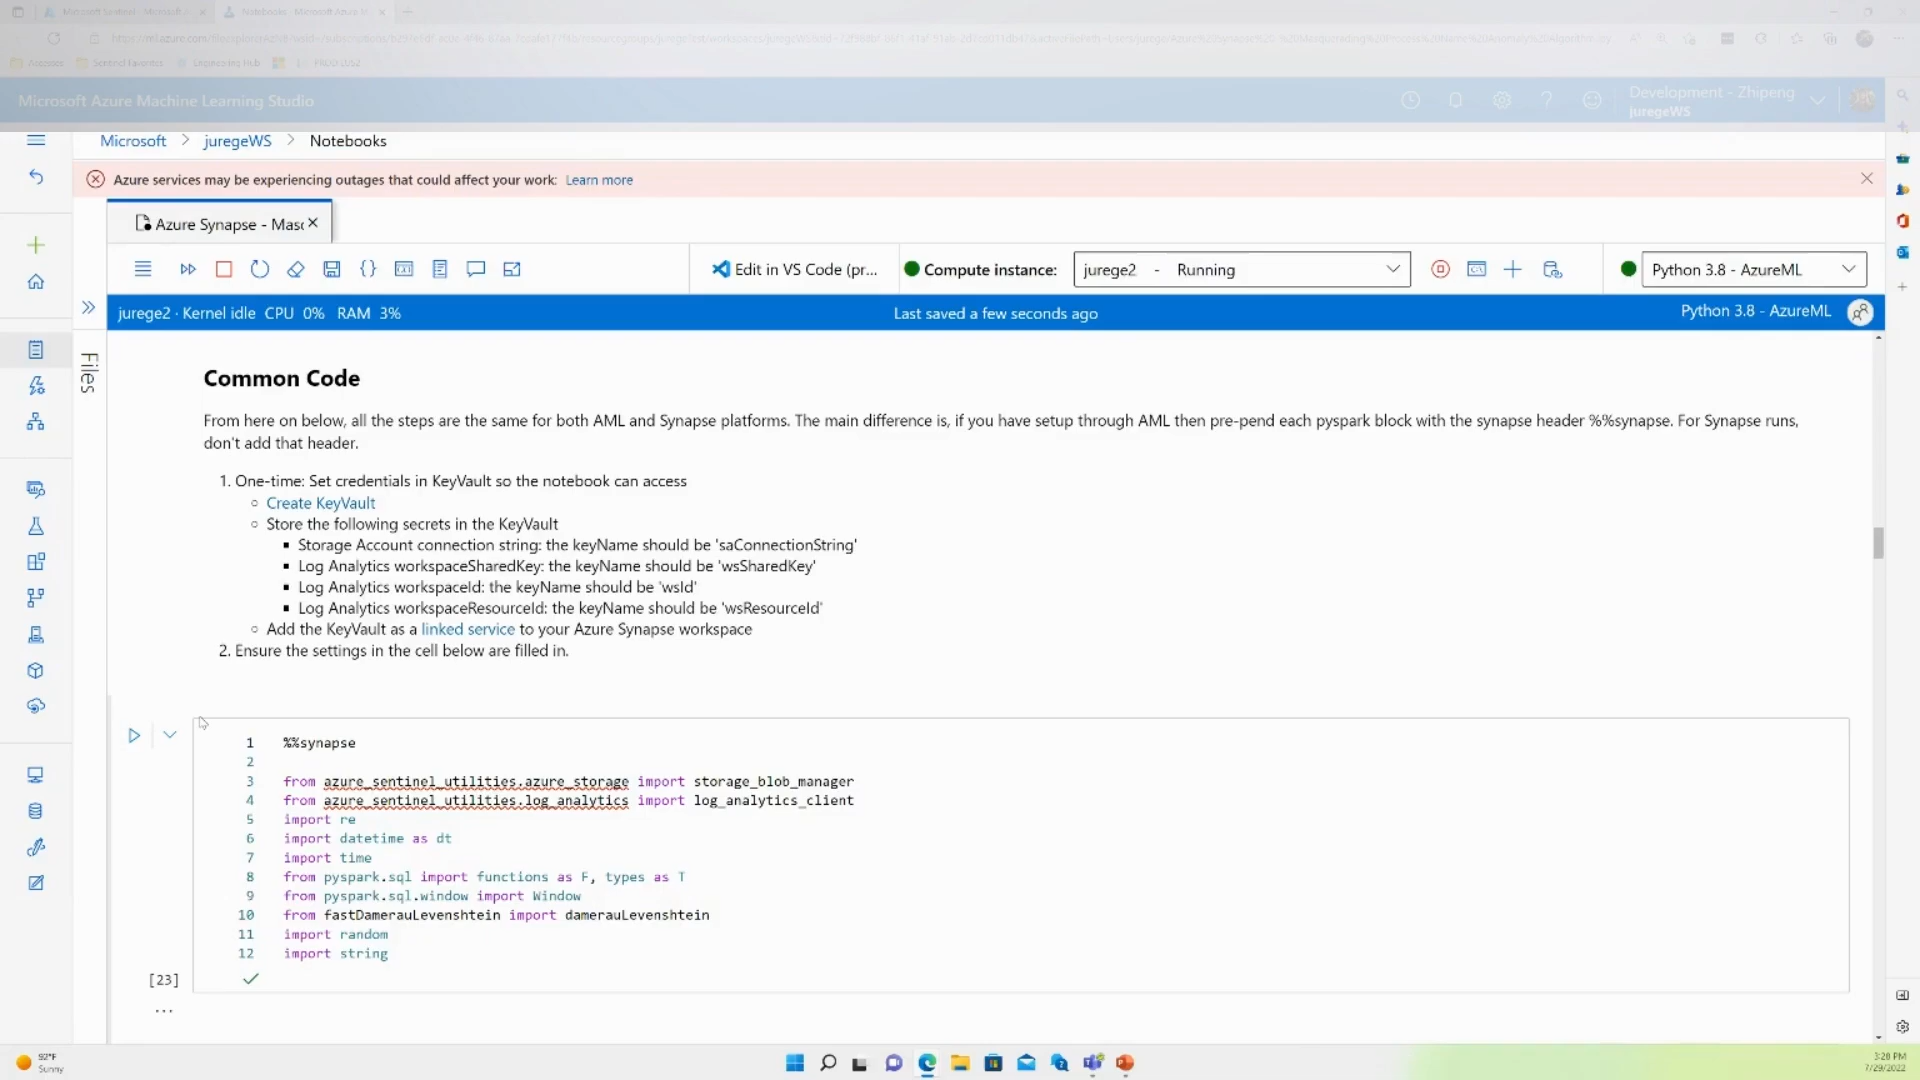 Microsoft Azure Machine Learning Studio
Development - Zhipeng
juregeWS
Microsoft > juregeWS > Notebooks
Azure services may be experiencing outages that could affect your work: Learn more
Azure Synapse - Masc
Edit in VS Code (pr...
Compute instance:
jurege2 - Running
Python 3.8 - AzureML
jurege2 · Kernel idle CPU 0% RAM 3%
Last saved a few seconds ago
Python 3.8 - AzureML
Files
Common Code
From here on below, all the steps are the same for both AML and Synapse platforms. The main difference is, if you have setup through AML then pre-pend each pyspark block with the synapse header %%synapse. For Synapse runs,
don't add that header.
1. One-time: Set credentials in KeyVault so the notebook can access
Create KeyVault
Store the following secrets in the KeyVault
Storage Account connection string: the keyName should be 'saConnectionString'
Log Analytics workspaceSharedKey: the keyName should be 'wsSharedKey'
Log Analytics workspaceId: the keyName should be 'wsId'
Log Analytics workspaceResourceId: the keyName should be 'wsResourceId'
Add the KeyVault as a linked service to your Azure Synapse workspace
2. Ensure the settings in the cell below are filled in.
1 %%synapse
2
3 from azure_sentinel_utilities.azure_storage import storage_blob_manager
4 from azure_sentinel_utilities.log_analytics import log_analytics_client
5 import re
6 import datetime as dt
7 import time
8 from pyspark.sql import functions as F, types as T
9 from pyspark.sql.window import Window
10 from fastDamerauLevenshtein import damerauLevenshtein
11 import random
12 import string
[23]
...
92°F
Sunny
3:20 PM
7/29/2022